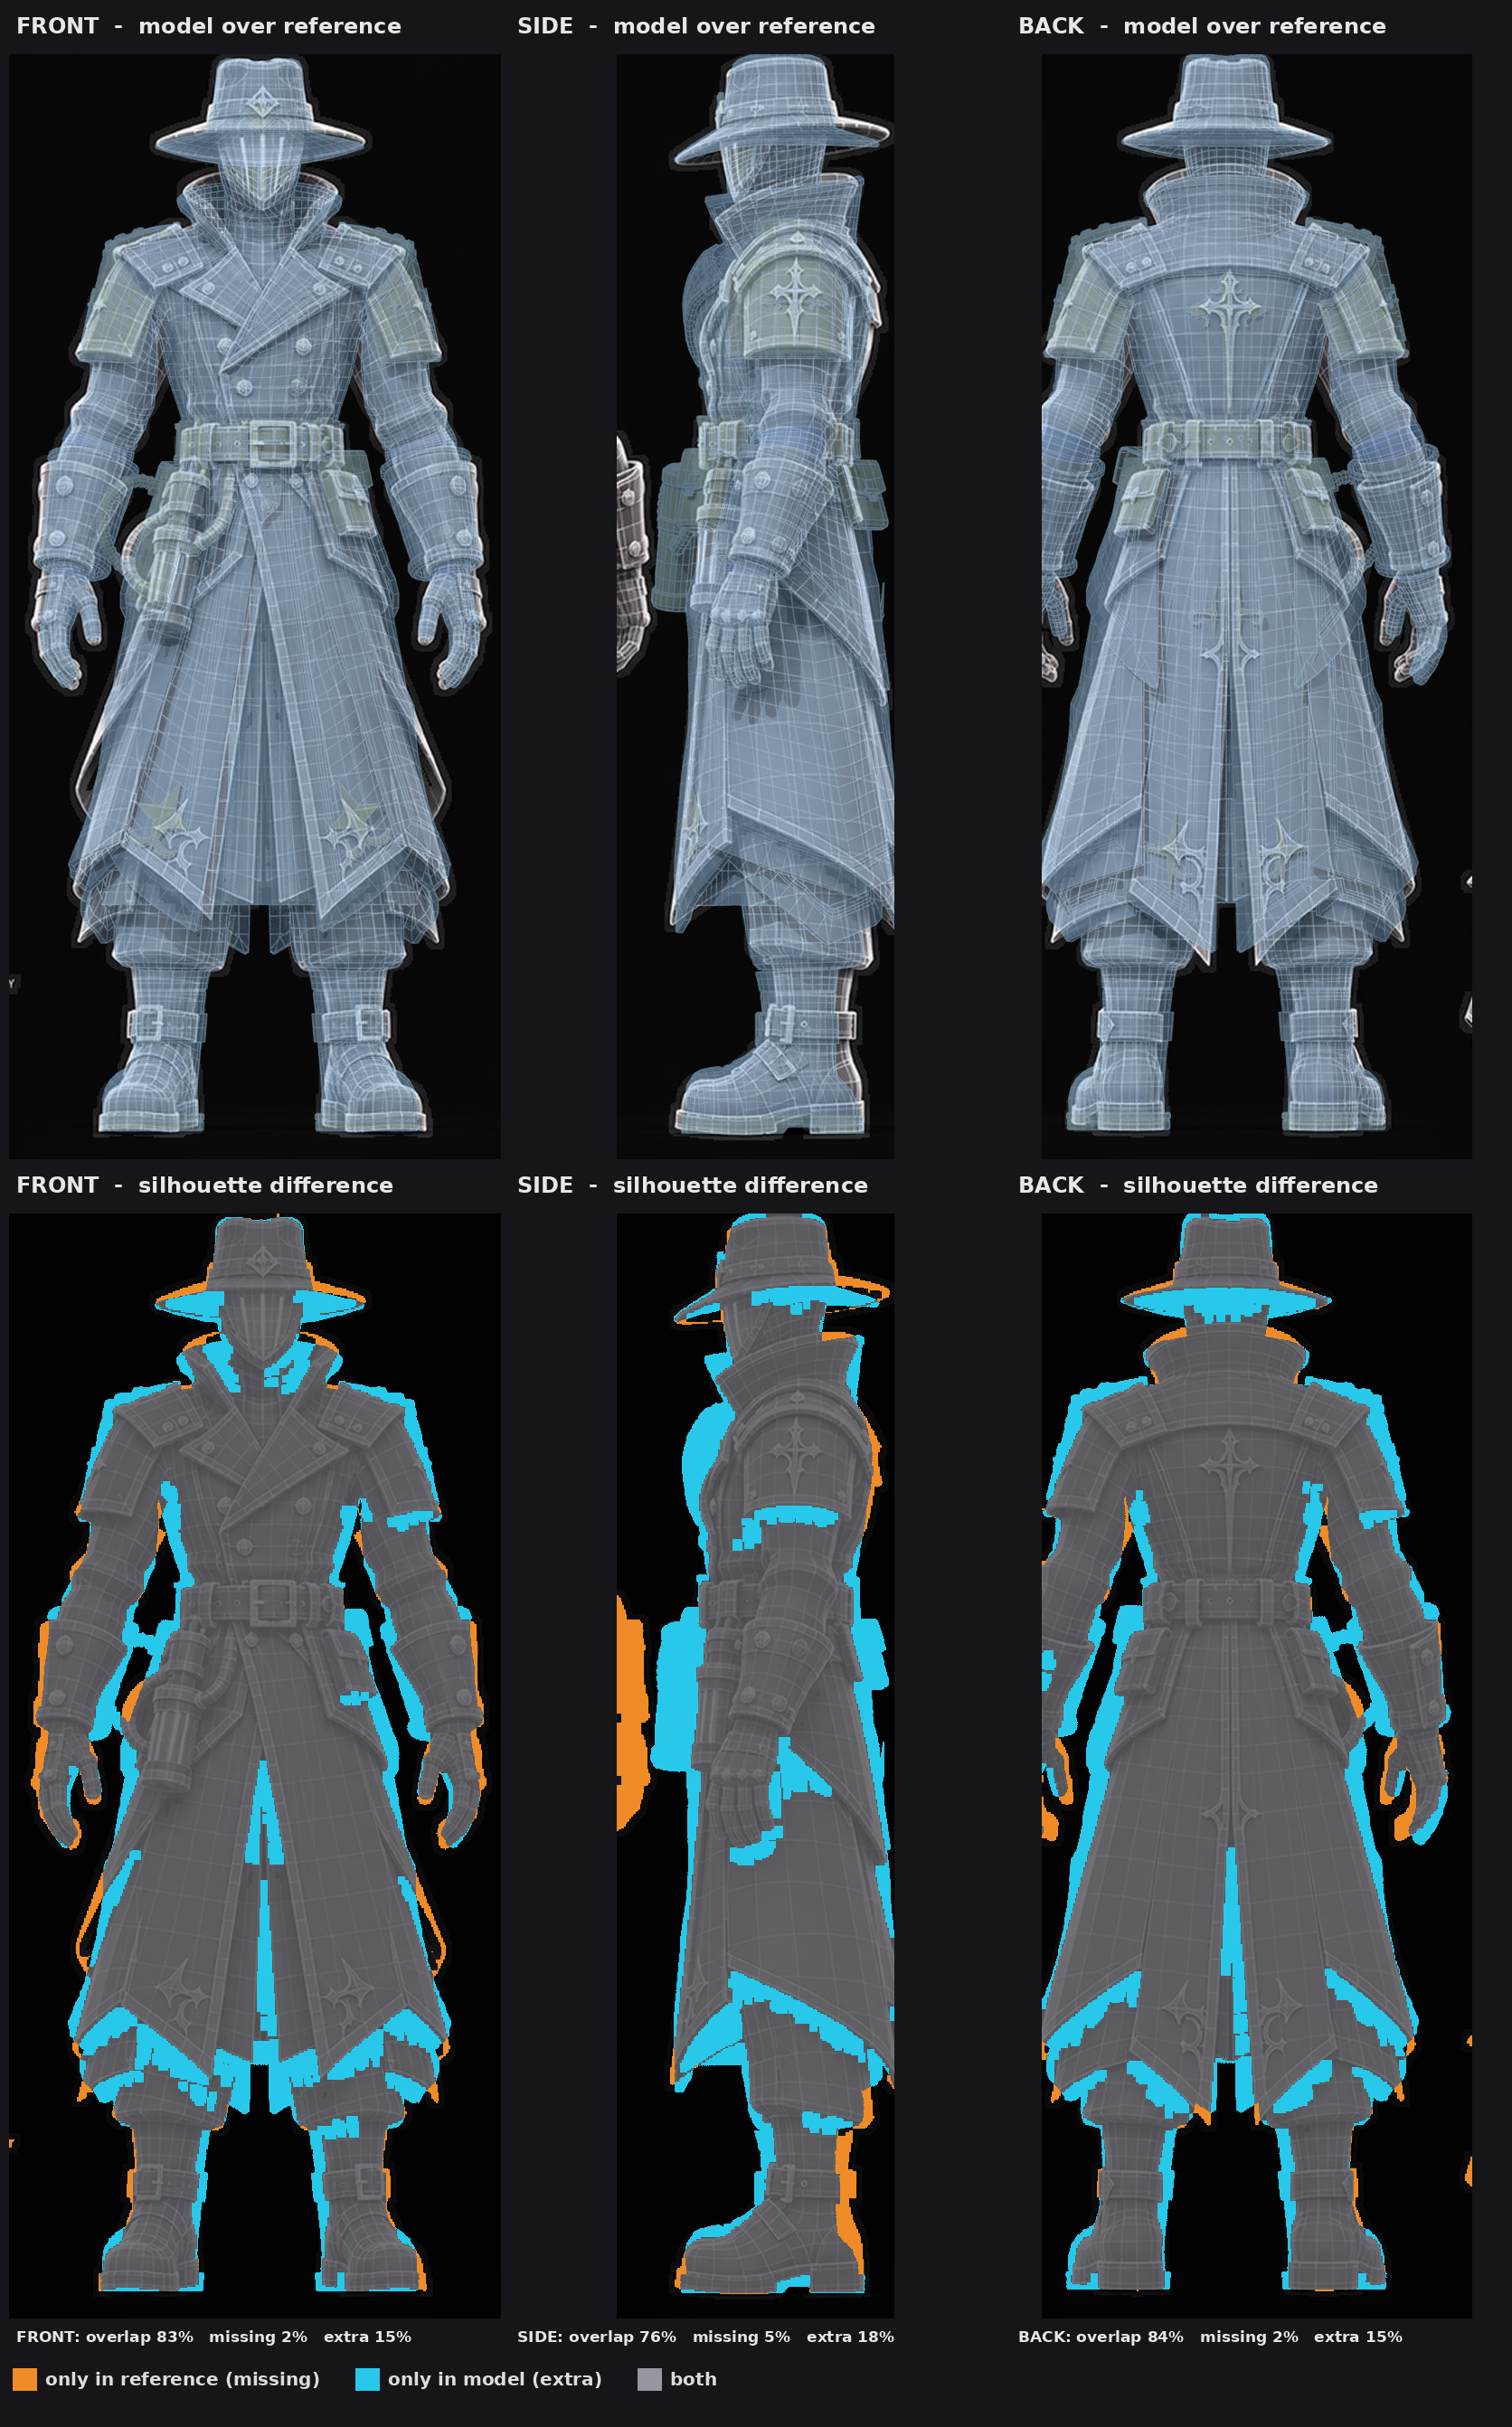 FRONT - model over reference
SIDE - model over reference
BACK - model over reference
Y
FRONT - silhouette difference
SIDE - silhouette difference
BACK - silhouette difference
FRONT: overlap 83% missing 2% extra 15%
SIDE: overlap 76% missing 5% extra 18%
BACK: overlap 84% missing 2% extra 15%
only in reference (missing)
only in model (extra)
both